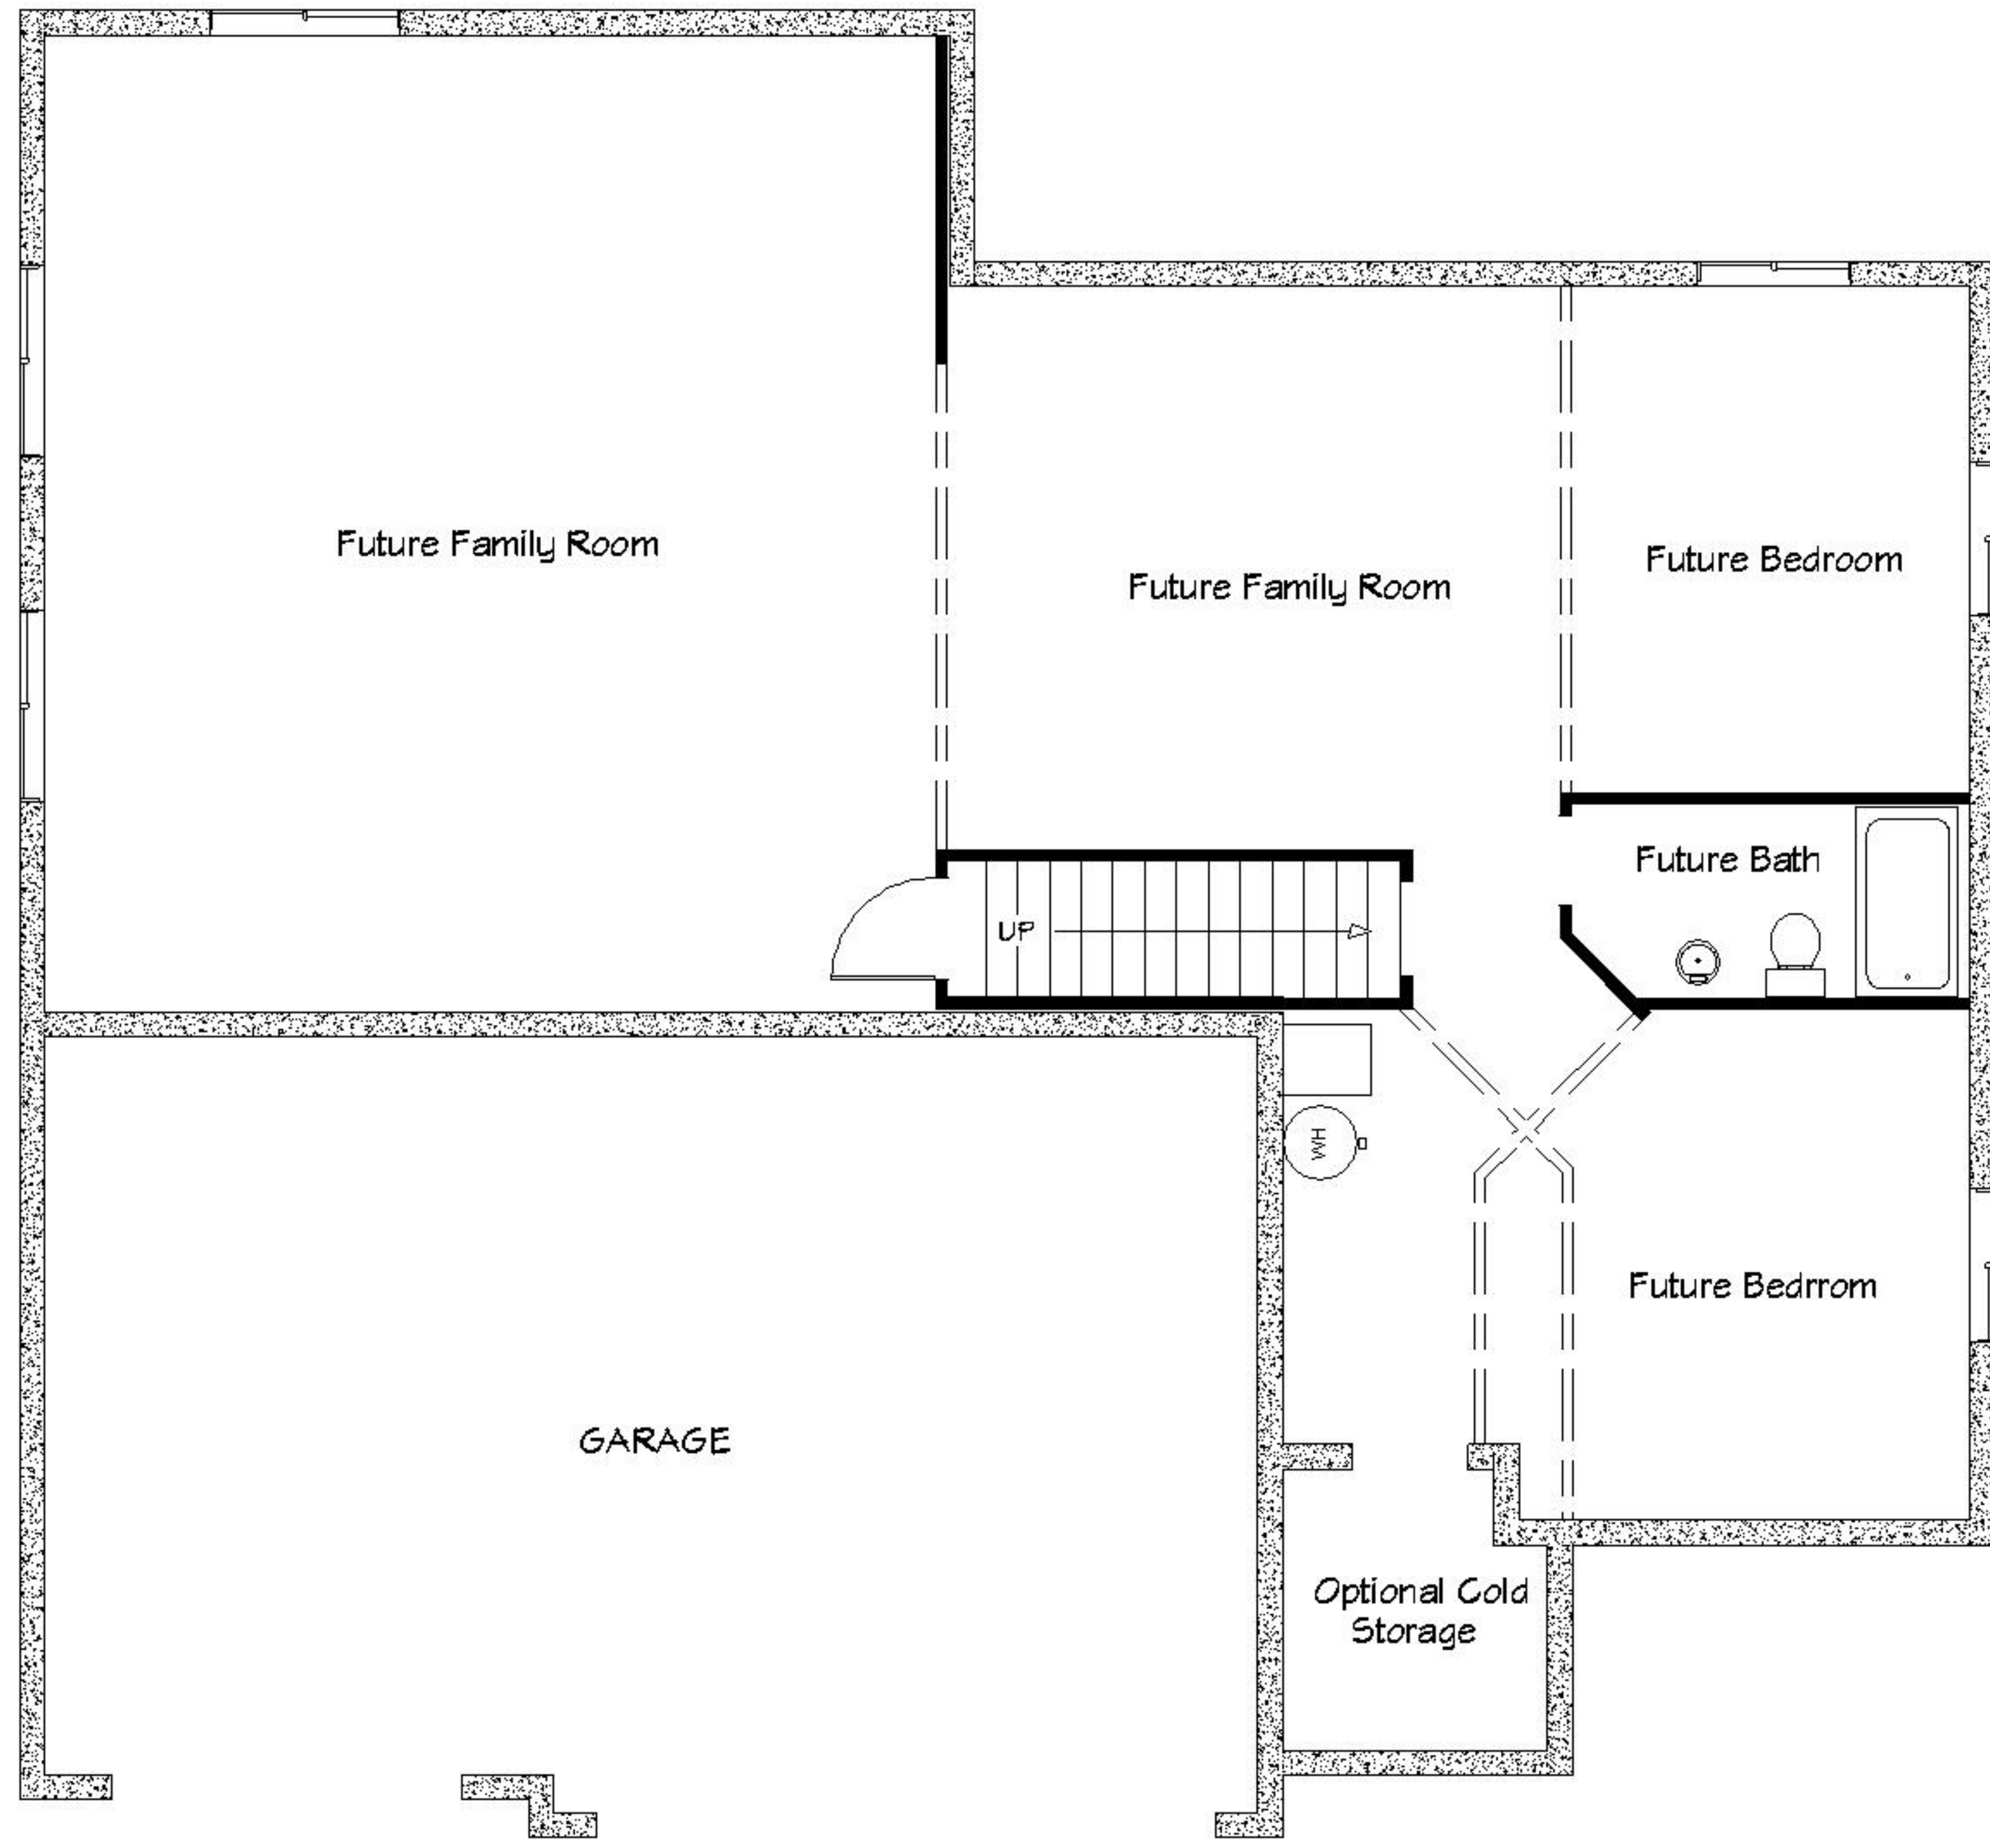 Future Family Room
Future Family Room
Future Bedroom
Future Bath
UP
WH
Future Bedrrom
GARAGE
Optional Cold
Storage